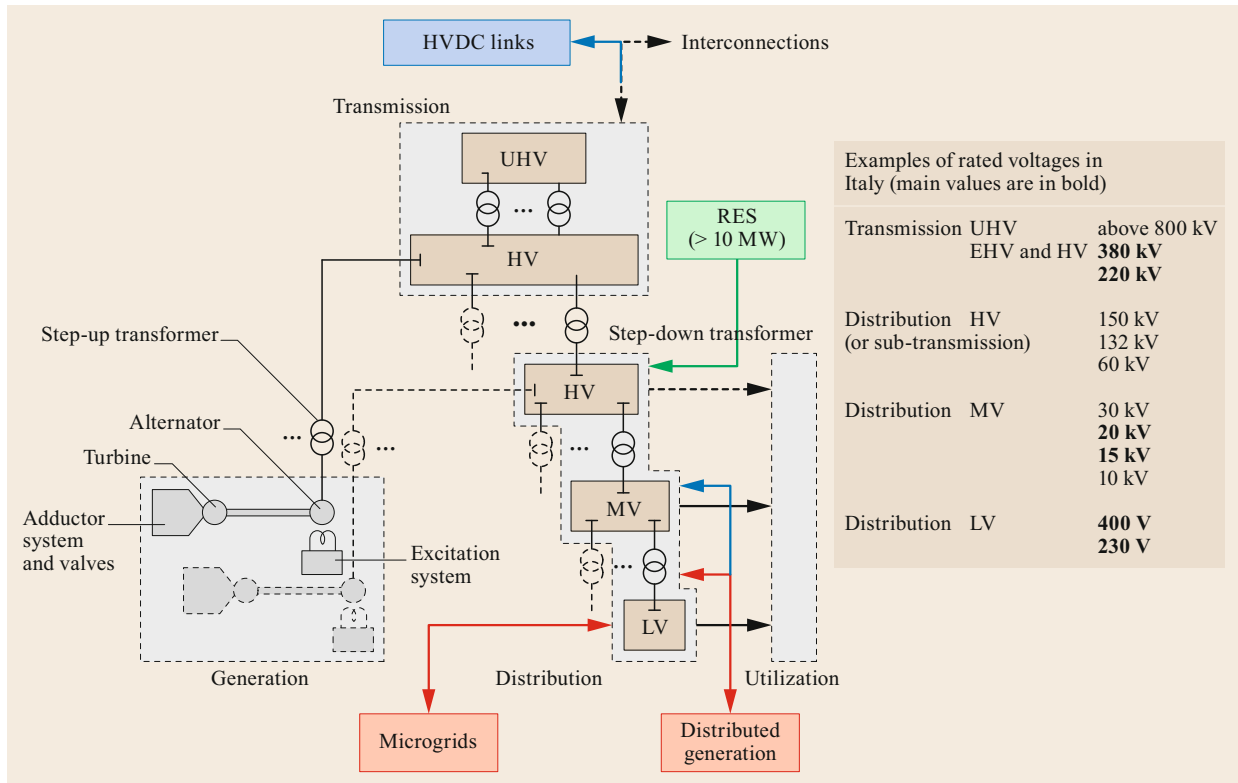 HVDC links
Interconnections
Transmission
UHV
...
HV
RES
(> 10 MW)
...
Step-up transformer
Step-down transformer
HV
Alternator
...
...
...
Turbine
MV
Adductor
system
and valves
Excitation
system
...
LV
Generation
Distribution
Utilization
Microgrids
Distributed
generation
Examples of rated voltages in
Italy (main values are in bold)
Transmission UHV above 800 kV
EHV and HV 380 kV
220 kV
Distribution HV 150 kV
(or sub-transmission) 132 kV
60 kV
Distribution MV 30 kV
20 kV
15 kV
10 kV
Distribution LV 400 V
230 V